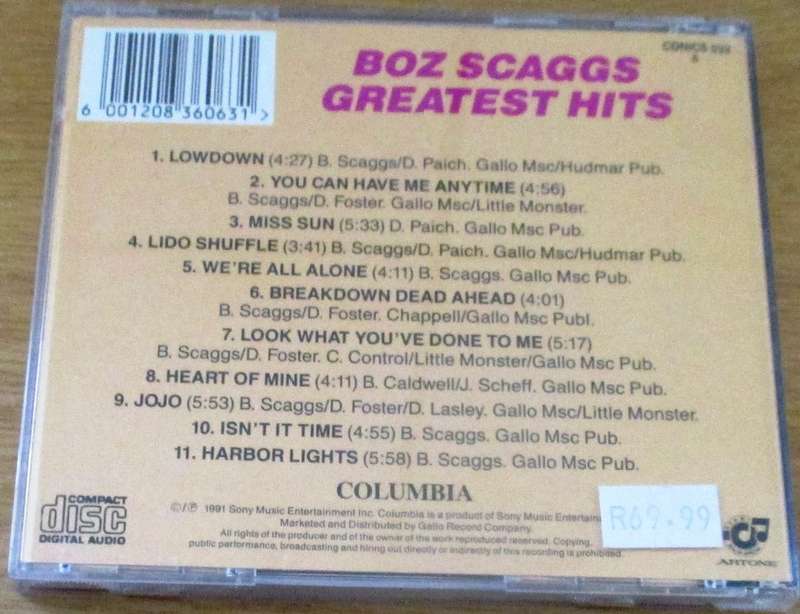 BOZ SCAGGS
GREATEST HITS
6 001208 360631 >
1. LOWDOWN (4:27) B. Scaggs/D. Paich. Gallo Msc/Hudmar Pub.
2. YOU CAN HAVE ME ANYTIME (4:56)
B. Scaggs/D. Foster. Gallo Msc/Little Monster.
3. MISS SUN (5:33) D. Paich. Gallo Msc Pub.
4. LIDO SHUFFLE (3:41) B. Scaggs/D. Paich. Gallo Msc/Hudmar Pub.
5. WE'RE ALL ALONE (4:11) B. Scaggs. Gallo Msc Pub.
6. BREAKDOWN DEAD AHEAD (4:01)
B. Scaggs/D. Foster. Chappell/Gallo Msc Publ.
7. LOOK WHAT YOU'VE DONE TO ME (5:17)
B. Scaggs/D. Foster. C. Control/Little Monster/Gallo Msc Pub.
8. HEART OF MINE (4:11) B. Caldwell/J. Scheff. Gallo Msc Pub.
9. JOJO (5:53) B. Scaggs/D. Foster/D. Lasley. Gallo Msc/Little Monster.
10. ISN'T IT TIME (4:55) B. Scaggs. Gallo Msc Pub.
11. HARBOR LIGHTS (5:58) B. Scaggs. Gallo Msc Pub.
COLUMBIA
COMPACT
disc
DIGITAL AUDIO
©/℗ 1991 Sony Music Entertainment Inc. Columbia is a product of Sony Music
Marketed and Distributed by Gallo Record Company.
All rights of the producer and of the owner of the work reproduced reserved. Copying,
public performance, broadcasting and hiring out directly or indirectly of this recording is prohibited.
R69.99
ARTONE